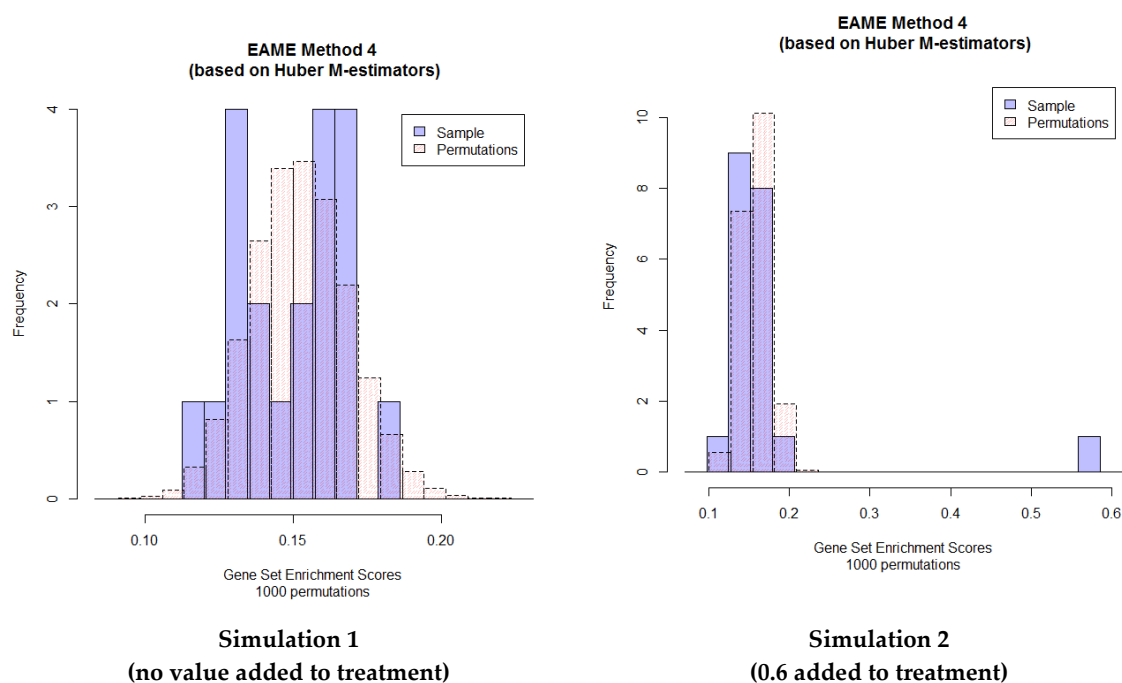 EAME Method 4
(based on Huber M-estimators)
Sample
Permutations
Frequency
0
1
2
3
4
0.10
0.15
0.20
Gene Set Enrichment Scores
1000 permutations
Simulation 1
(no value added to treatment)
EAME Method 4
(based on Huber M-estimators)
Sample
Permutations
Frequency
0
2
4
6
8
10
0.1
0.2
0.3
0.4
0.5
0.6
Gene Set Enrichment Scores
1000 permutations
Simulation 2
(0.6 added to treatment)